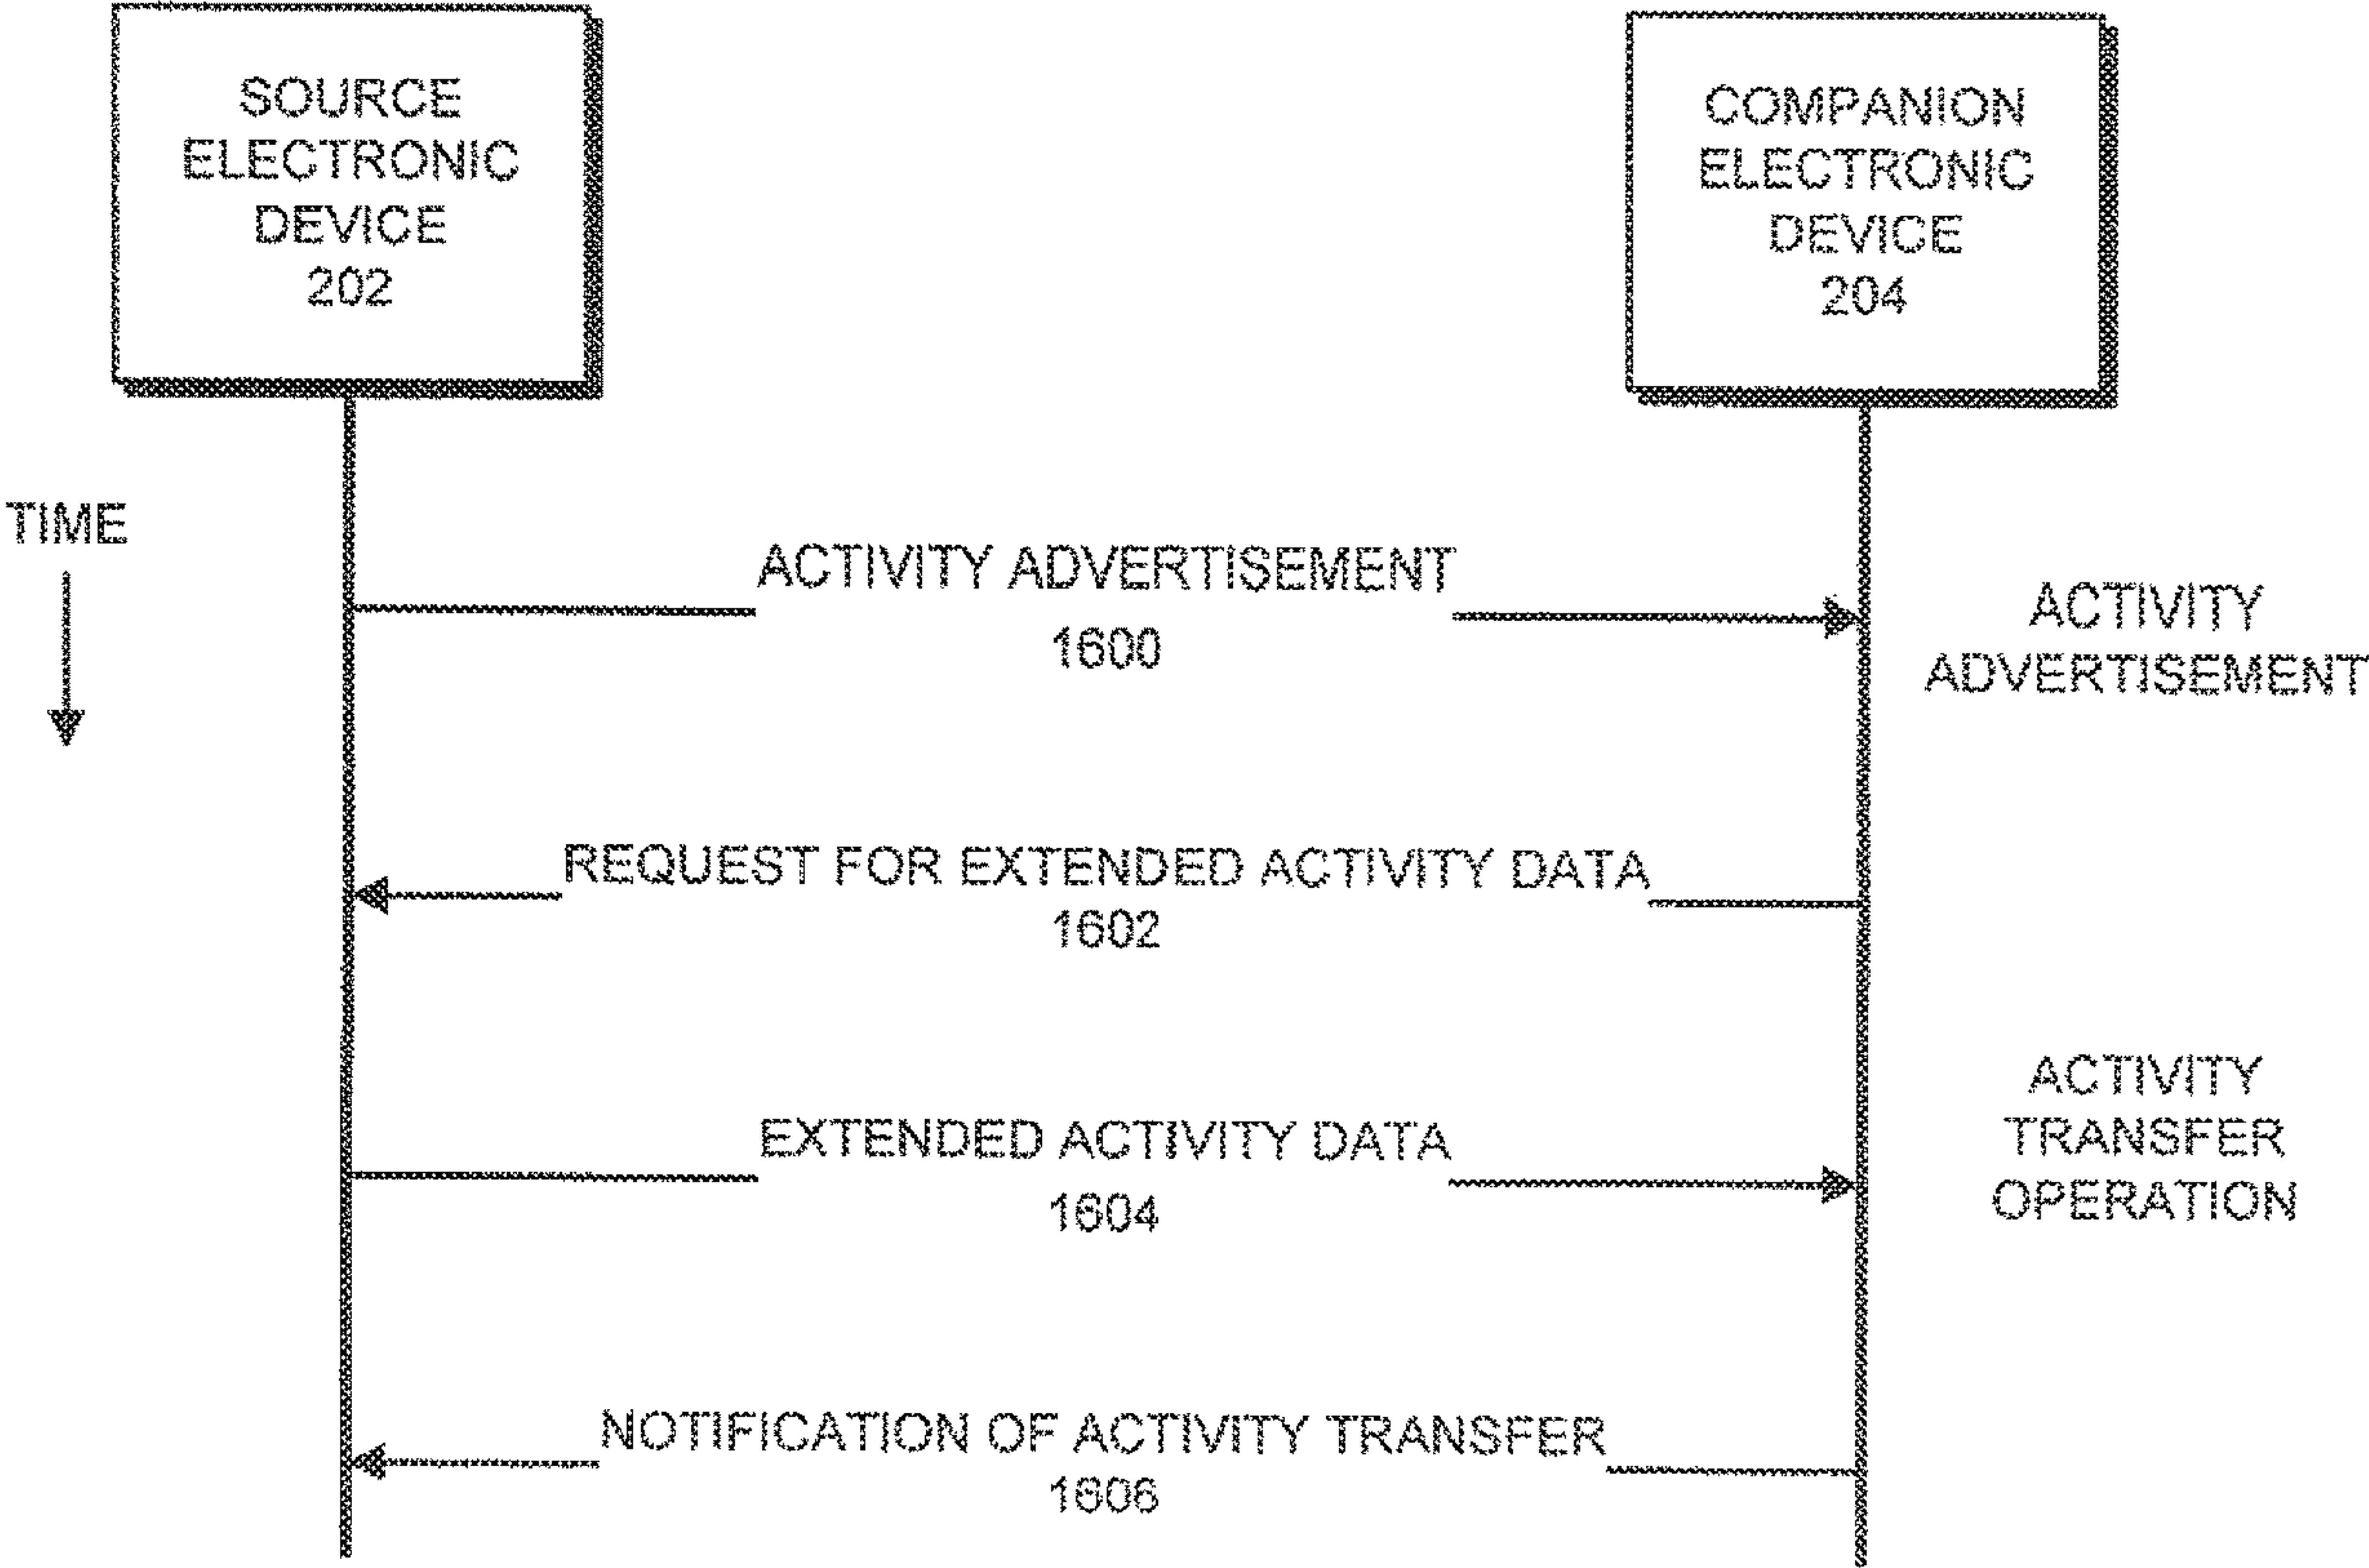 SOURCE
ELECTRONIC
DEVICE
202
COMPANION
ELECTRONIC
DEVICE
204
TIME
ACTIVITY ADVERTISEMENT
1600
ACTIVITY
ADVERTISEMENT
REQUEST FOR EXTENDED ACTIVITY DATA
1602
EXTENDED ACTIVITY DATA
1604
ACTIVITY
TRANSFER
OPERATION
NOTIFICATION OF ACTIVITY TRANSFER
1606